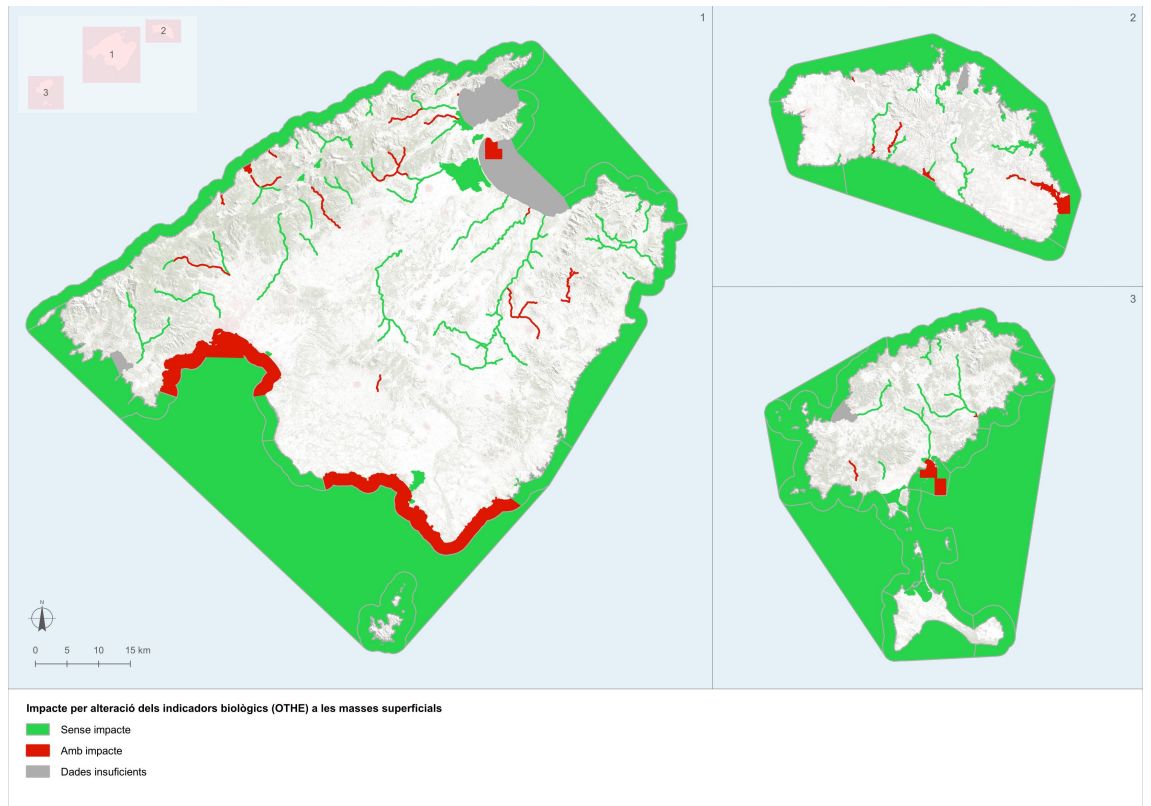 1
2
3
1
2
3
N
0 5 10 15 km
Impacte per alteració dels indicadors biològics (OTHE) a les masses superficials
Sense impacte
Amb impacte
Dades insuficients